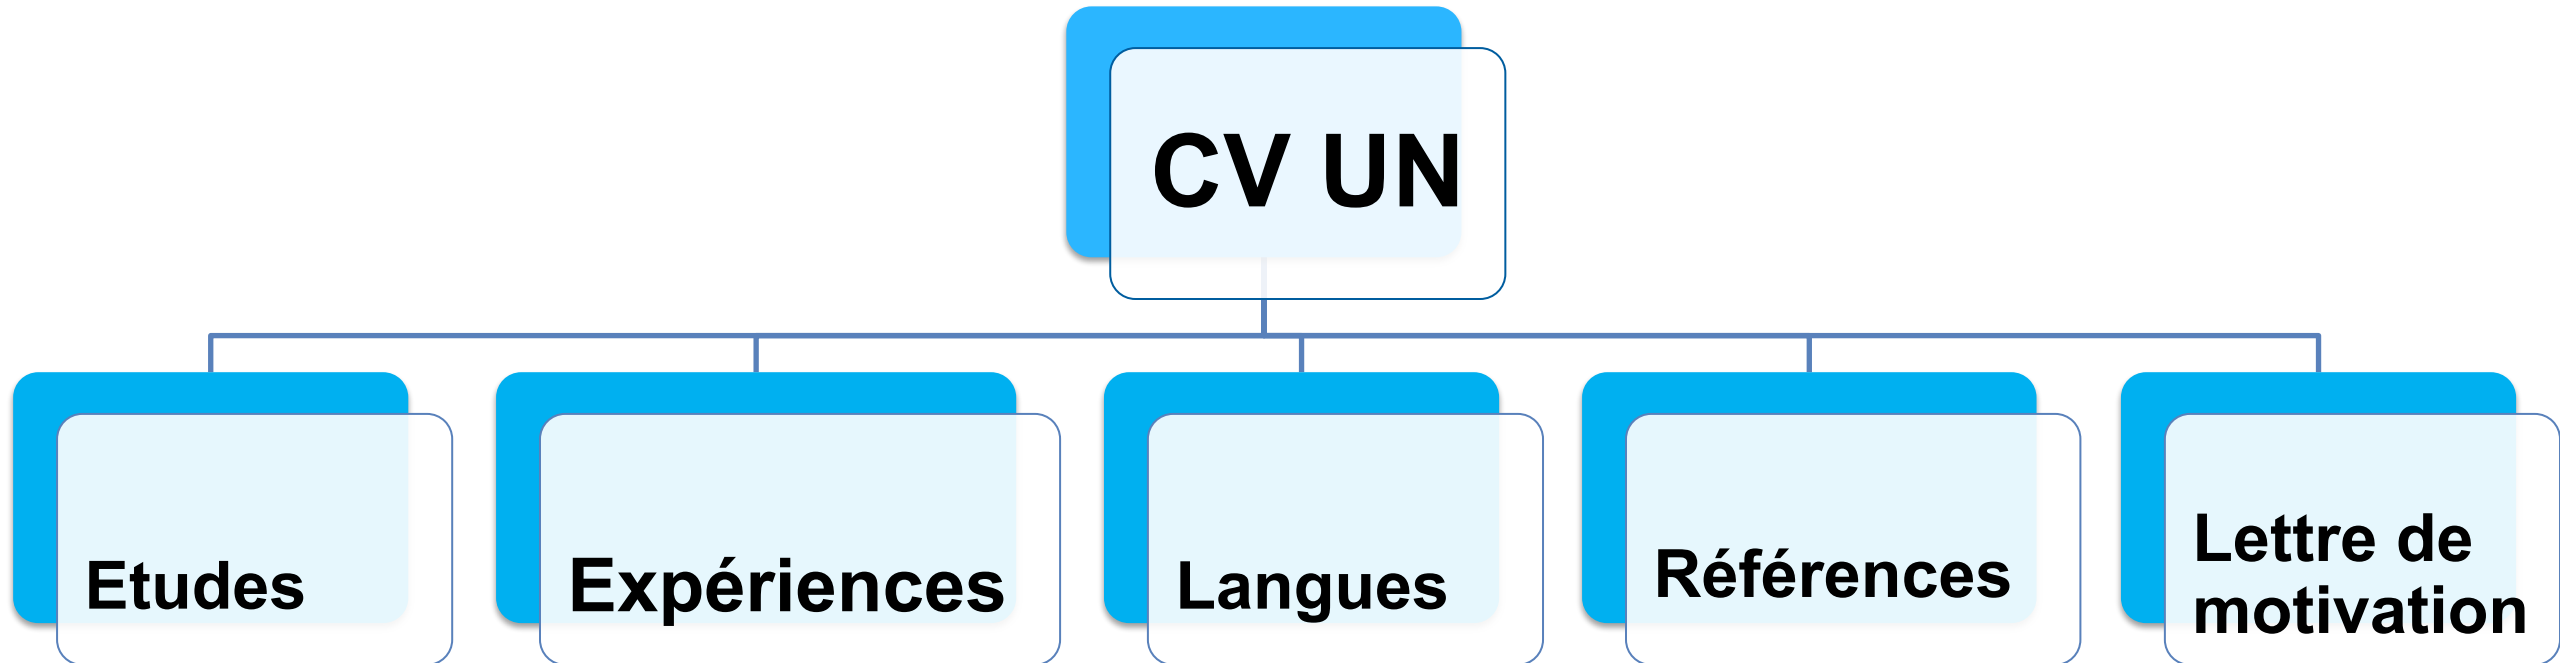 CV UN
Etudes
Expériences
Langues
Références
Lettre de
motivation